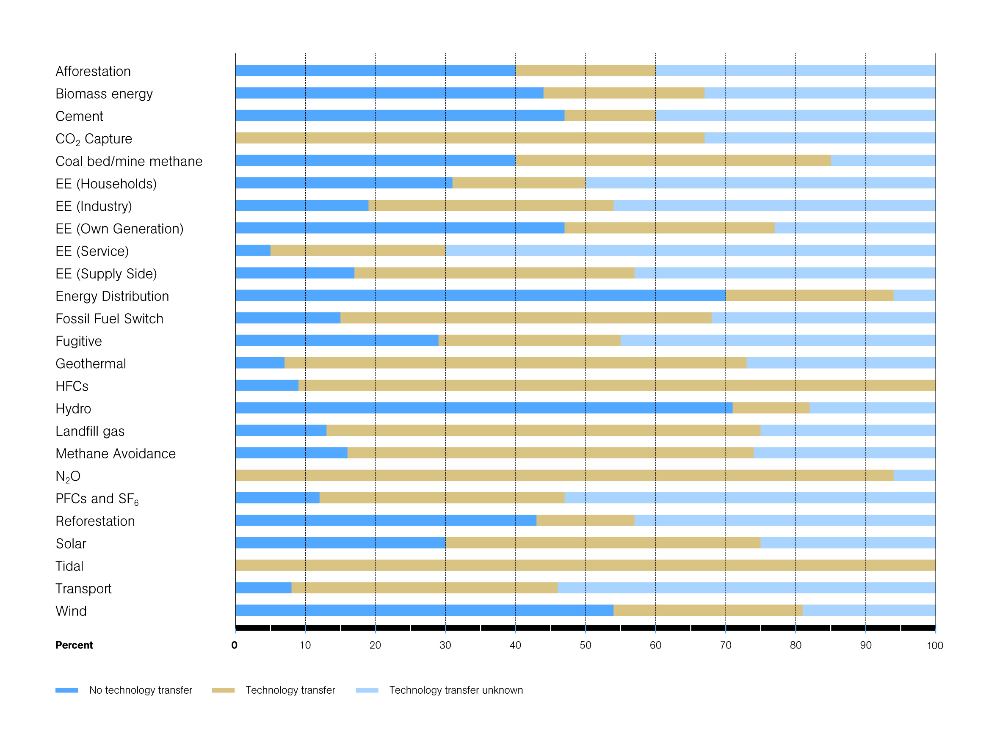 Afforestation
Biomass energy
Cement
CO₂ Capture
Coal bed/mine methane
EE (Households)
EE (Industry)
EE (Own Generation)
EE (Service)
EE (Supply Side)
Energy Distribution
Fossil Fuel Switch
Fugitive
Geothermal
HFCs
Hydro
Landfill gas
Methane Avoidance
N₂O
PFCs and SF₆
Reforestation
Solar
Tidal
Transport
Wind
Percent 0 10 20 30 40 50 60 70 80 90 100
No technology transfer Technology transfer Technology transfer unknown